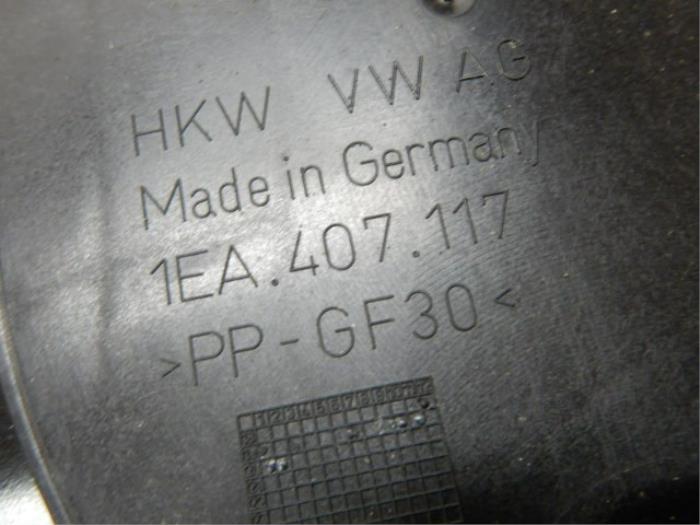 HKW VW AG
Made in Germany
1EA.407.117
>PP-GF30<